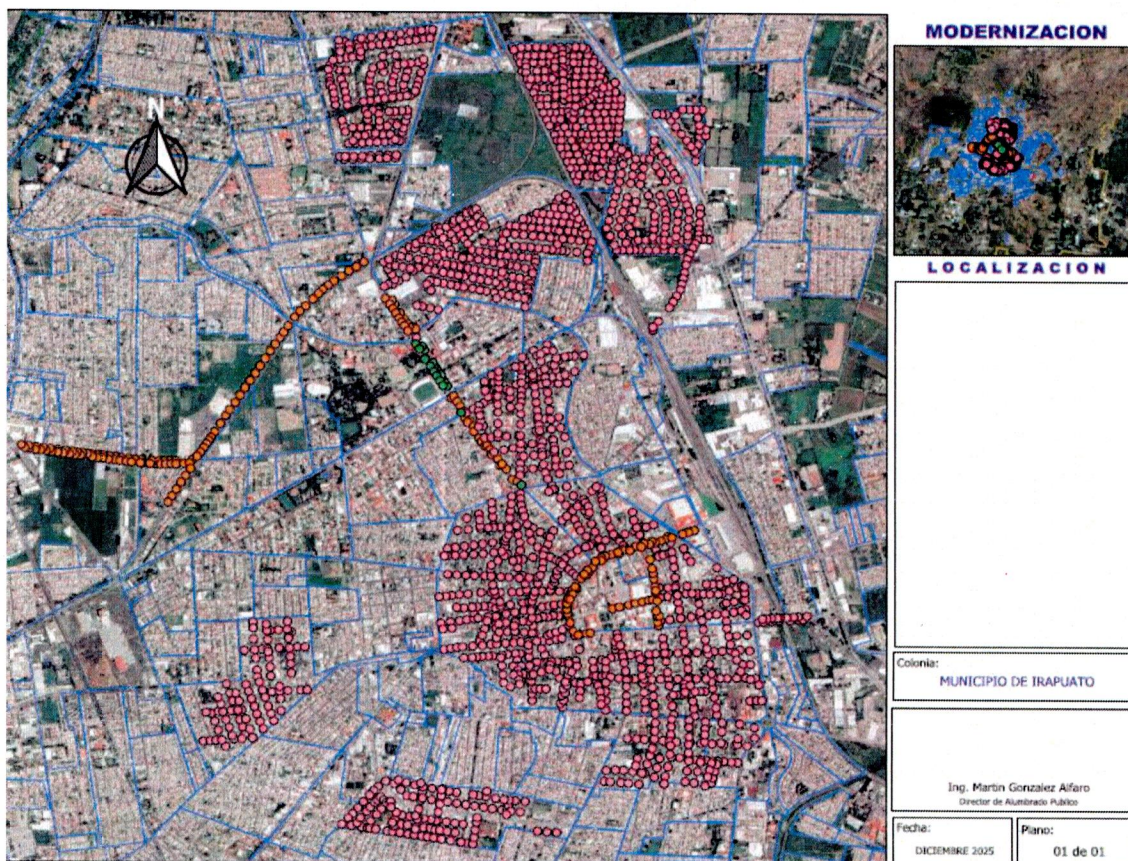 MODERNIZACION
N
LOCALIZACION
Colonia:
MUNICIPIO DE IRAPUATO
Ing. Martin Gonzalez Alfaro
Director de Alumbrado Publico
Fecha:
DICIEMBRE 2025
Plano:
01 de 01